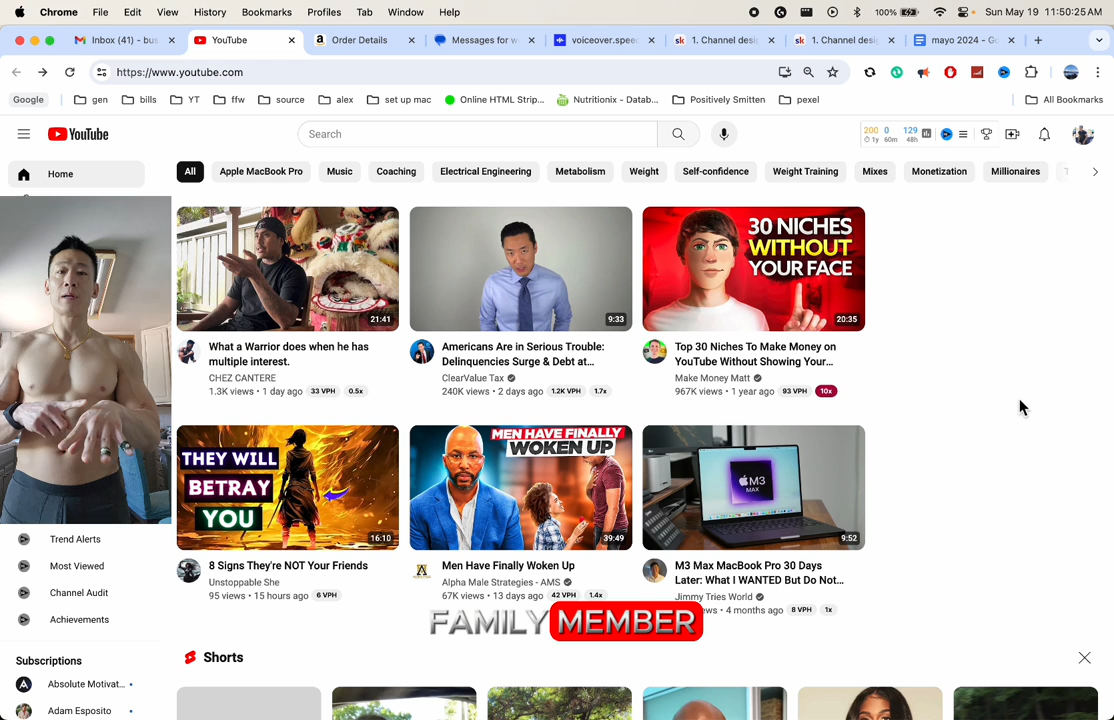 Chrome File Edit View History Bookmarks Profiles Tab Window Help 100% Sun May 19 11:50:25 AM
Inbox (41) - bus YouTube Order Details Messages for w voiceover.spee 1. Channel desi 1. Channel desi mayo 2024 - Go
https://www.youtube.com
Google gen bills YT ffw source alex set up mac Online HTML Strip... Nutritionix - Datab... Positively Smitten pexel All Bookmarks
YouTube Search 200 1y 0 60m 129 48h
Home
All Apple MacBook Pro Music Coaching Electrical Engineering Metabolism Weight Self-confidence Weight Training Mixes Monetization Millionaires
30 NICHES
WITHOUT
YOUR FACE
21:41 9:33 20:35
What a Warrior does when he has
multiple interest.
CHEZ CANTERE
1.3K views • 1 day ago 33 VPH 0.5x
Americans Are in Serious Trouble:
Delinquencies Surge & Debt at...
ClearValue Tax
240K views • 2 days ago 1.2K VPH 1.7x
Top 30 Niches To Make Money on
YouTube Without Showing Your...
Make Money Matt
967K views • 1 year ago 93 VPH 10x
THEY WILL
BETRAY
YOU
16:10
MEN HAVE FINALLY
WOKEN UP
39:49
M3
MAX
9:52
8 Signs They're NOT Your Friends
Unstoppable She
95 views • 15 hours ago 6 VPH
Men Have Finally Woken Up
Alpha Male Strategies - AMS
67K views • 13 days ago 42 VPH 1.4x
M3 Max MacBook Pro 30 Days
Later: What I WANTED But Do Not...
Jimmy Tries World
ews • 4 months ago 8 VPH 1x
FAMILY MEMBER
Trend Alerts
Most Viewed
Channel Audit
Achievements
Subscriptions
Absolute Motivat...
Adam Esposito
Shorts